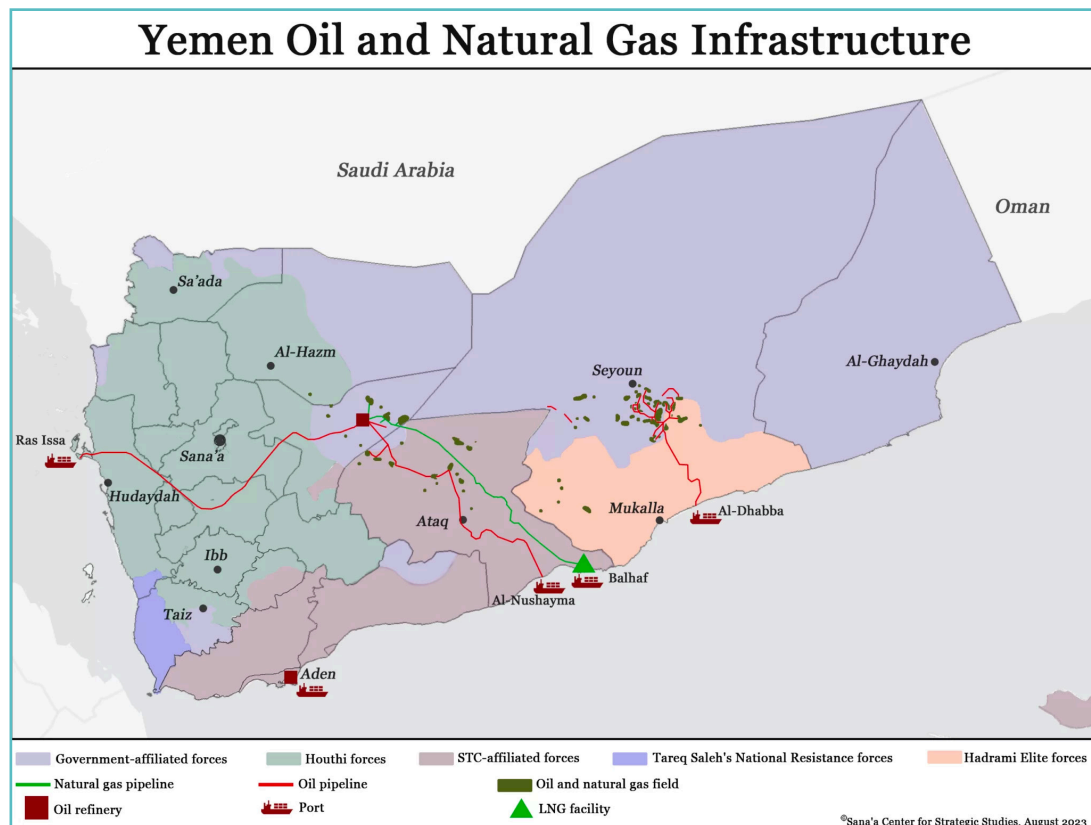 Yemen Oil and Natural Gas Infrastructure
Saudi Arabia
Oman
Sa'ada
Al-Hazm
Seyoun
Al-Ghaydah
Ras Issa
Sana'a
Hudaydah
Mukalla
Al-Dhabba
Ataq
Ibb
Balhaf
Al-Nushayma
Taiz
Aden
Government-affiliated forces
Houthi forces
STC-affiliated forces
Tareq Saleh's National Resistance forces
Hadrami Elite forces
Natural gas pipeline
Oil pipeline
Oil and natural gas field
Oil refinery
Port
LNG facility
©Sana'a Center for Strategic Studies, August 2023